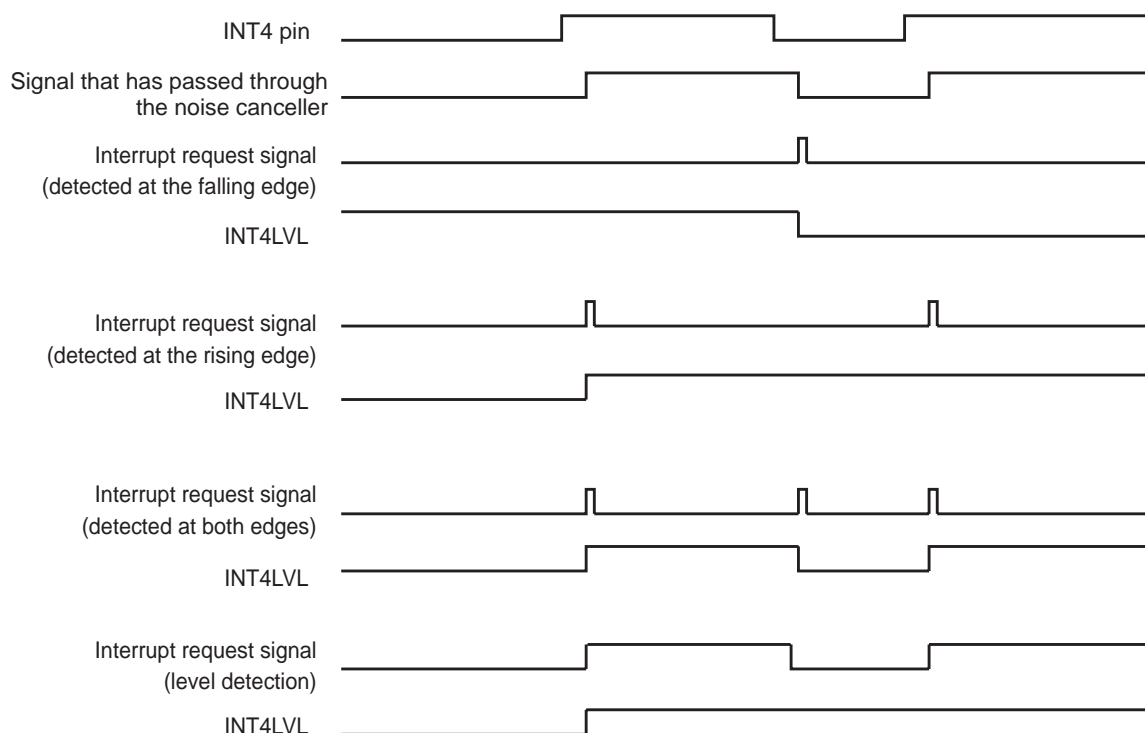 INT4 pin
Signal that has passed through
the noise canceller
Interrupt request signal
(detected at the falling edge)
INT4LVL
Interrupt request signal
(detected at the rising edge)
INT4LVL
Interrupt request signal
(detected at both edges)
INT4LVL
Interrupt request signal
(level detection)
INT4LVL